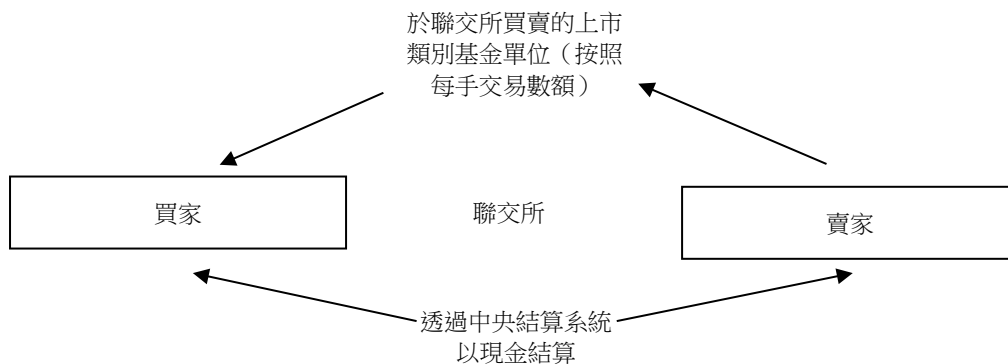 於聯交所買賣的上市
類別基金單位（按照
每手交易數額）
買家
聯交所
賣家
透過中央結算系統
以現金結算